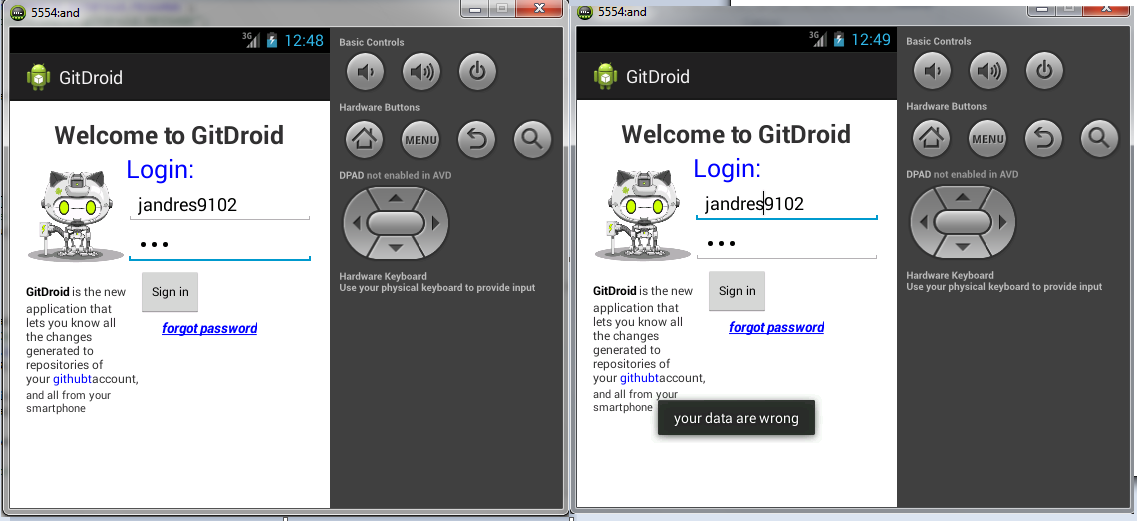 5554:and
3G 12:48
GitDroid
Welcome to GitDroid
Login:
jandres9102
Sign in
forgot password
GitDroid is the new
application that
lets you know all
the changes
generated to
repositories of
your githubtaccount,
and all from your
smartphone
Basic Controls
Hardware Buttons
MENU
DPAD not enabled in AVD
Hardware Keyboard
Use your physical keyboard to provide input
5554:and
3G 12:49
GitDroid
Welcome to GitDroid
Login:
jandres9102
Sign in
forgot password
GitDroid is the new
application that
lets you know all
the changes
generated to
repositories of
your githubtaccount,
and all from your
smartphone
your data are wrong
Basic Controls
Hardware Buttons
MENU
DPAD not enabled in AVD
Hardware Keyboard
Use your physical keyboard to provide input